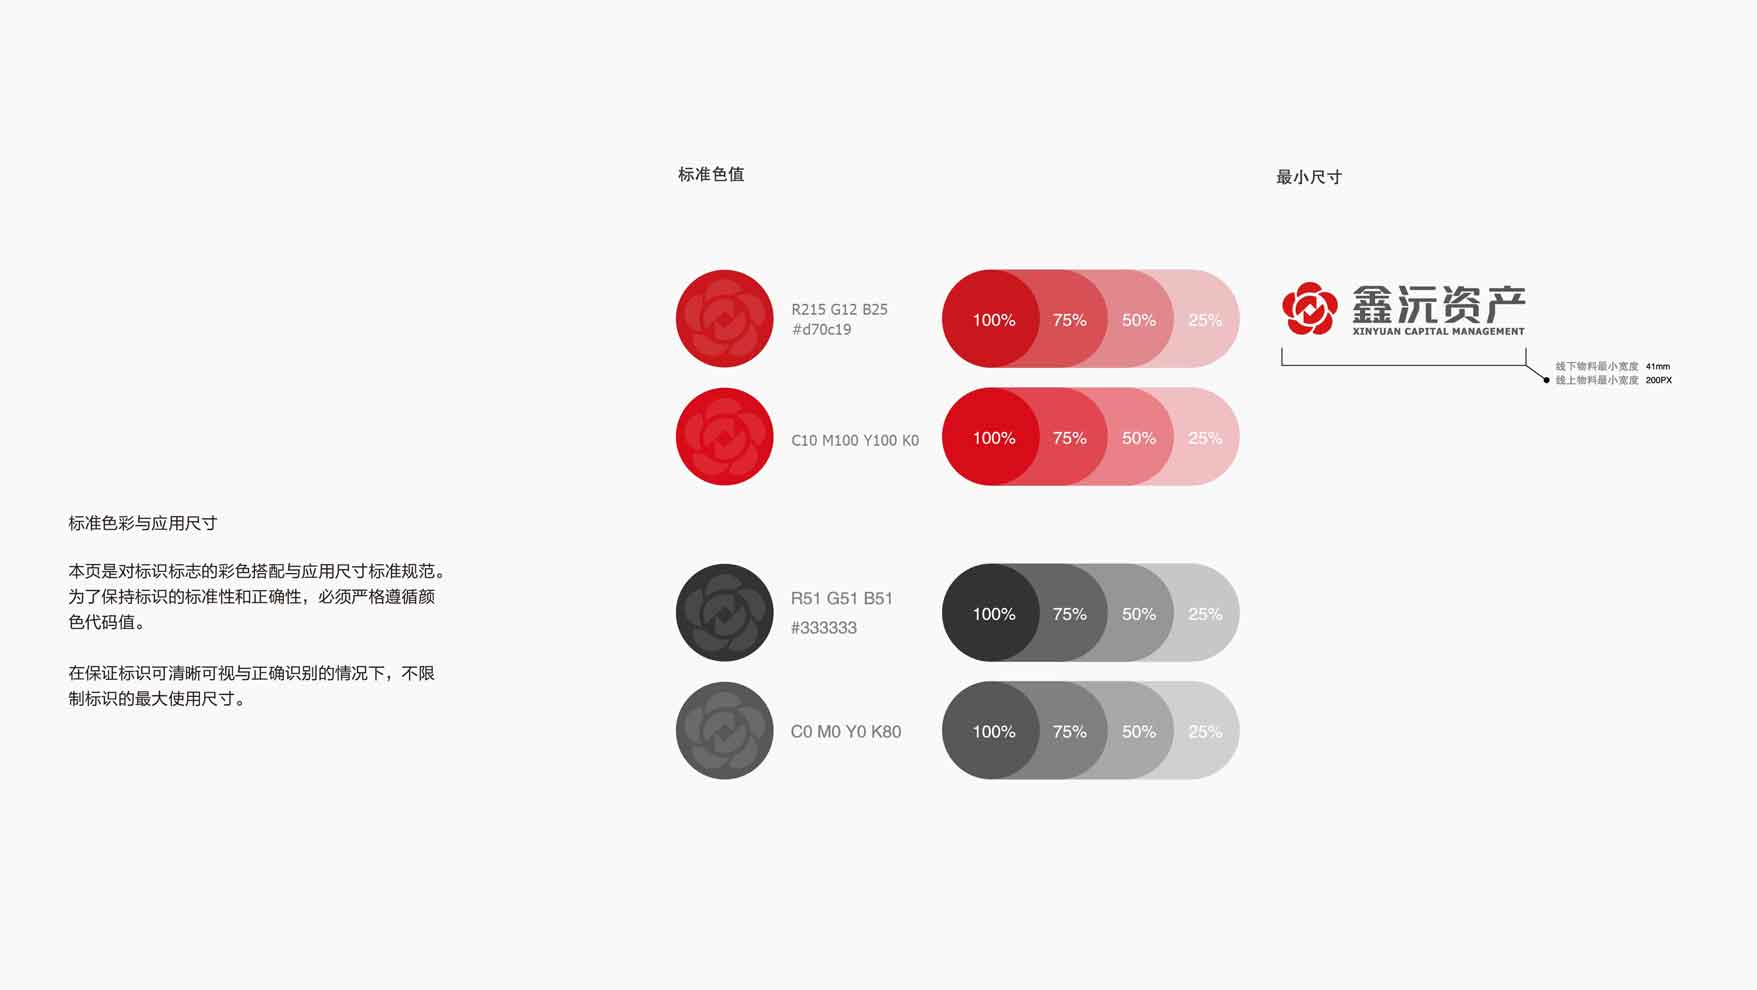 标准色彩与应用尺寸
本页是对标识标志的彩色搭配与应用尺寸标准规范。
为了保持标识的标准性和正确性，必须严格遵循颜
色代码值。
在保证标识可清晰可视与正确识别的情况下，不限
制标识的最大使用尺寸。
标准色值
R215 G12 B25
#d70c19
100% 75% 50% 25%
C10 M100 Y100 K0
100% 75% 50% 25%
R51 G51 B51
#333333
100% 75% 50% 25%
C0 M0 Y0 K80
100% 75% 50% 25%
最小尺寸
鑫沅资产
XINYUAN CAPITAL MANAGEMENT
线下物料最小宽度 41mm
线上物料最小宽度 200PX